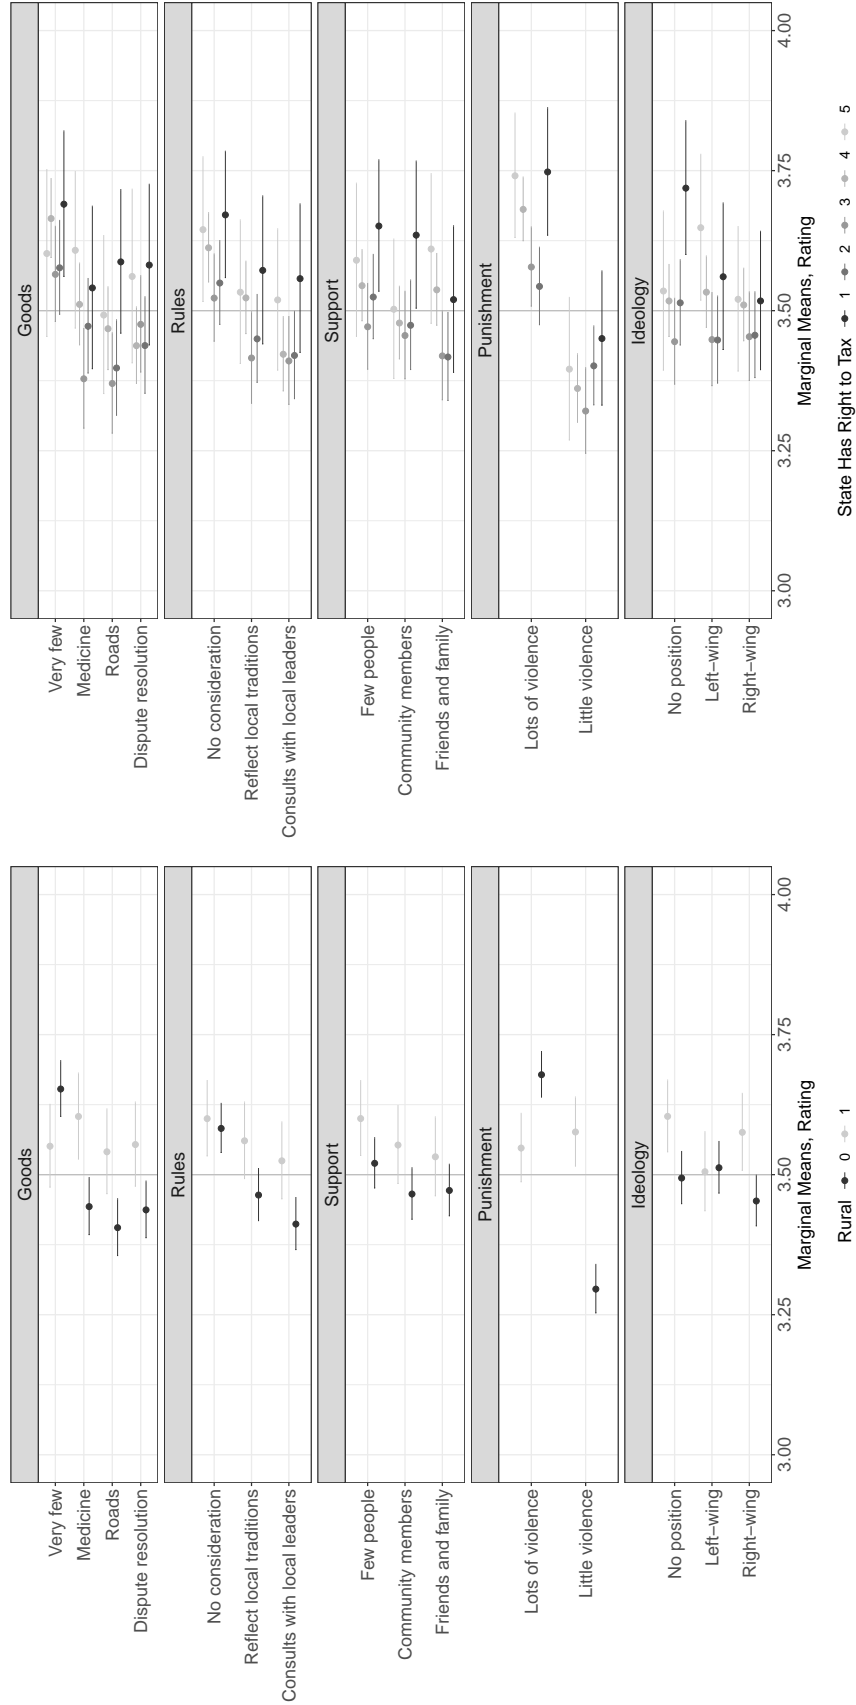 Goods
Very few
Medicine
Roads
Dispute resolution
Rules
No consideration
Reflect local traditions
Consults with local leaders
Support
Few people
Community members
Friends and family
Punishment
Lots of violence
Little violence
Ideology
No position
Left−wing
Right−wing
3.00 3.25 3.50 3.75 4.00
Marginal Means, Rating
Rural 0 1
Goods
Very few
Medicine
Roads
Dispute resolution
Rules
No consideration
Reflect local traditions
Consults with local leaders
Support
Few people
Community members
Friends and family
Punishment
Lots of violence
Little violence
Ideology
No position
Left−wing
Right−wing
3.00 3.25 3.50 3.75 4.00
Marginal Means, Rating
State Has Right to Tax 1 2 3 4 5